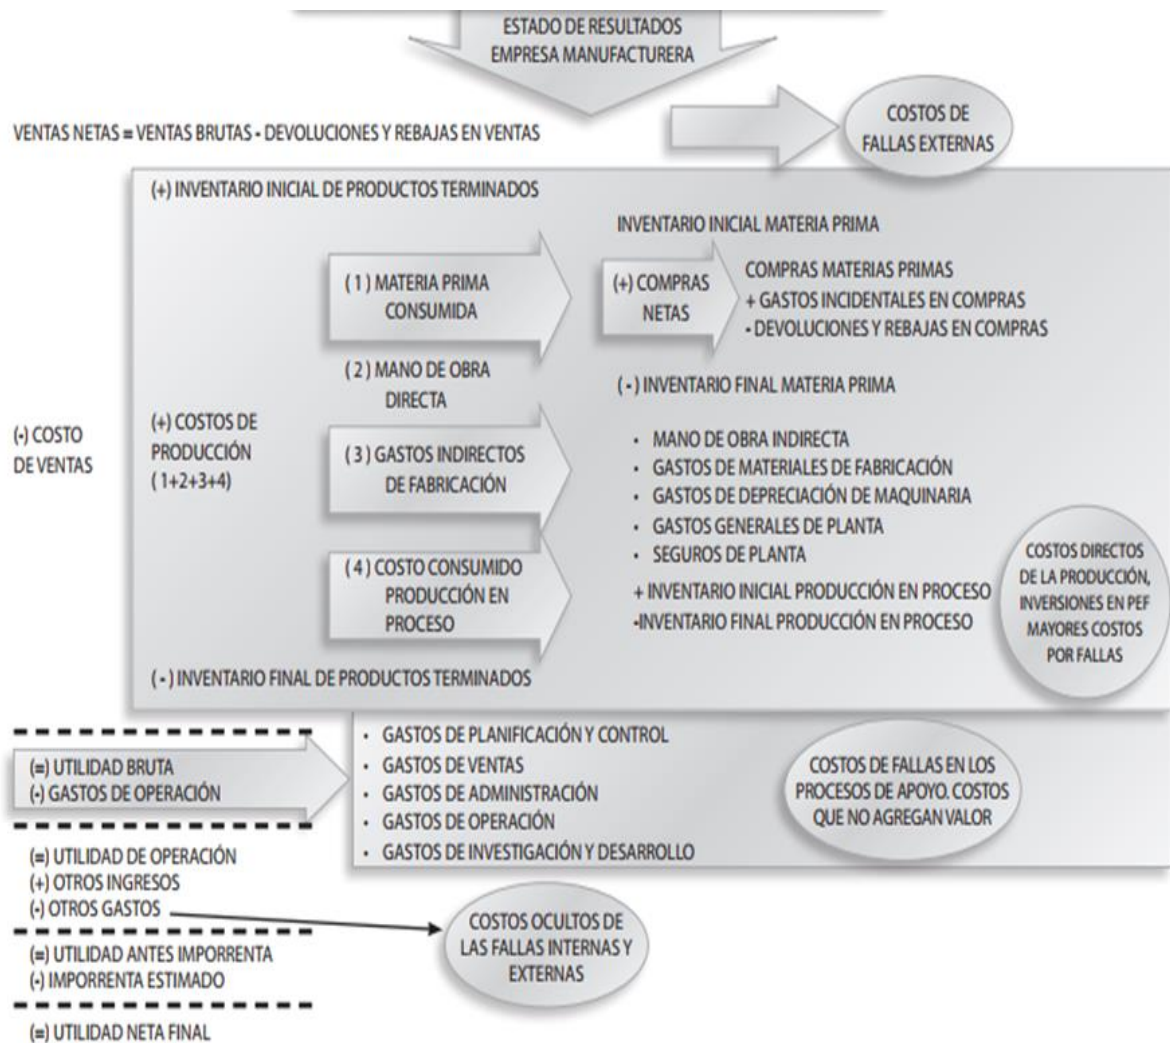 ESTADO DE RESULTADOS
EMPRESA MANUFACTURERA
VENTAS NETAS = VENTAS BRUTAS - DEVOLUCIONES Y REBAJAS EN VENTAS
COSTOS DE
FALLAS EXTERNAS
(+) INVENTARIO INICIAL DE PRODUCTOS TERMINADOS
INVENTARIO INICIAL MATERIA PRIMA
(1) MATERIA PRIMA
CONSUMIDA
(+) COMPRAS
NETAS
COMPRAS MATERIAS PRIMAS
+ GASTOS INCIDENTALES EN COMPRAS
- DEVOLUCIONES Y REBAJAS EN COMPRAS
(2) MANO DE OBRA
DIRECTA
(-) INVENTARIO FINAL MATERIA PRIMA
(-) COSTO
DE VENTAS
(+) COSTOS DE
PRODUCCIÓN
(1+2+3+4)
(3) GASTOS INDIRECTOS
DE FABRICACIÓN
• MANO DE OBRA INDIRECTA
• GASTOS DE MATERIALES DE FABRICACIÓN
• GASTOS DE DEPRECIACIÓN DE MAQUINARIA
• GASTOS GENERALES DE PLANTA
• SEGUROS DE PLANTA
(4) COSTO CONSUMIDO
PRODUCCIÓN EN
PROCESO
+ INVENTARIO INICIAL PRODUCCIÓN EN PROCESO
-INVENTARIO FINAL PRODUCCIÓN EN PROCESO
COSTOS DIRECTOS
DE LA PRODUCCIÓN,
INVERSIONES EN PEF
MAYORES COSTOS
POR FALLAS
(-) INVENTARIO FINAL DE PRODUCTOS TERMINADOS
(=) UTILIDAD BRUTA
(-) GASTOS DE OPERACIÓN
• GASTOS DE PLANIFICACIÓN Y CONTROL
• GASTOS DE VENTAS
• GASTOS DE ADMINISTRACIÓN
• GASTOS DE OPERACIÓN
• GASTOS DE INVESTIGACIÓN Y DESARROLLO
COSTOS DE FALLAS EN LOS
PROCESOS DE APOYO. COSTOS
QUE NO AGREGAN VALOR
(=) UTILIDAD DE OPERACIÓN
(+) OTROS INGRESOS
(-) OTROS GASTOS
COSTOS OCULTOS DE
LAS FALLAS INTERNAS Y
EXTERNAS
(=) UTILIDAD ANTES IMPORRENTA
(-) IMPORRENTA ESTIMADO
(=) UTILIDAD NETA FINAL